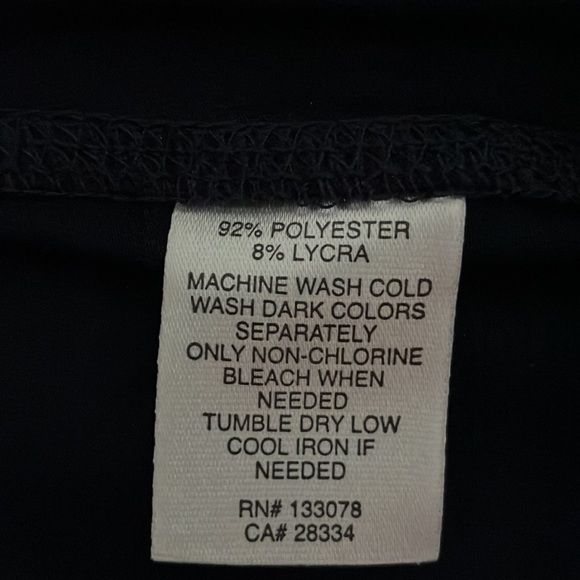 92% POLYESTER
8% LYCRA
MACHINE WASH COLD
WASH DARK COLORS
SEPARATELY
ONLY NON-CHLORINE
BLEACH WHEN
NEEDED
TUMBLE DRY LOW
COOL IRON IF
NEEDED
RN# 133078
CA# 28334